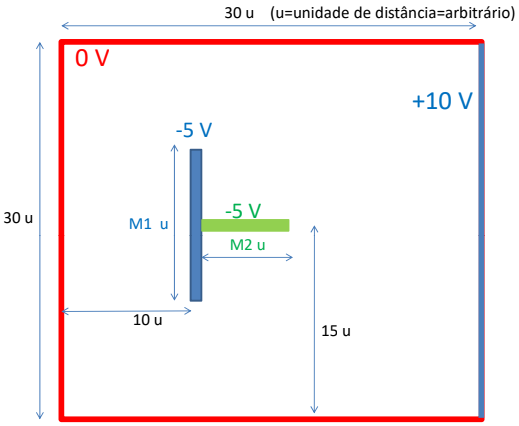 30 u (u=unidade de distância=arbitrário)
0 V
+10 V
-5 V
30 u
M1 u
-5 V
M2 u
10 u
15 u